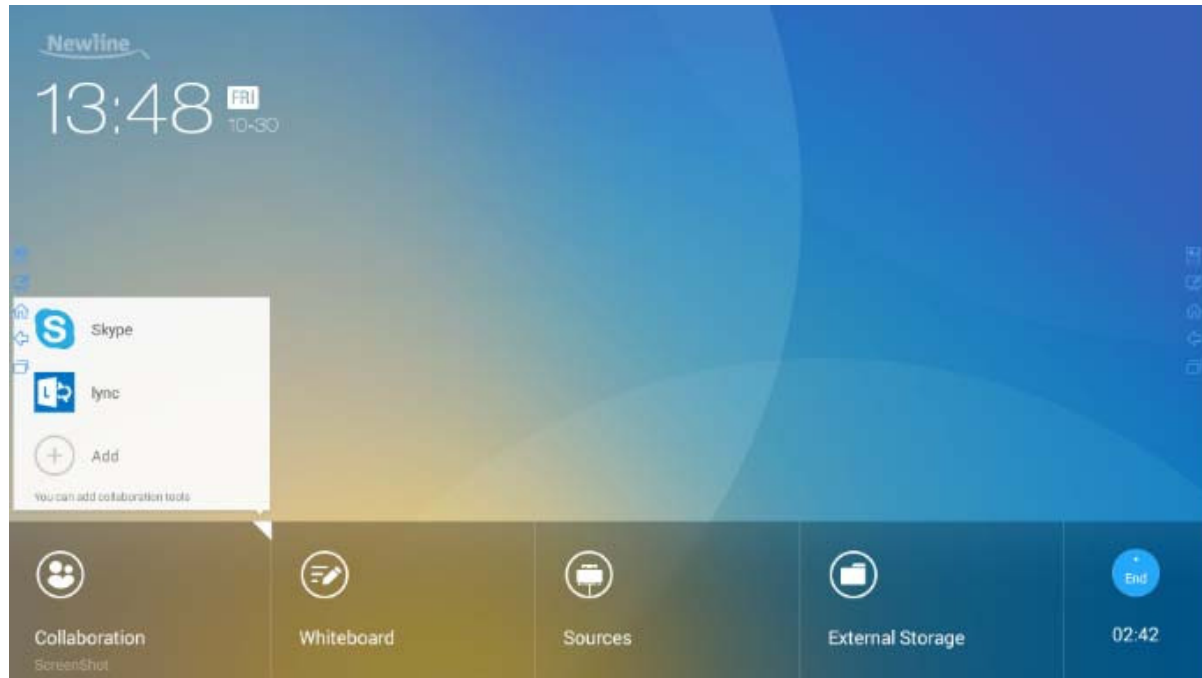 Newline
13:48 FRI
10-30
Skype
lync
Add
You can add collaboration tools
End
Collaboration
Whiteboard
Sources
External Storage
02:42
ScreenShot